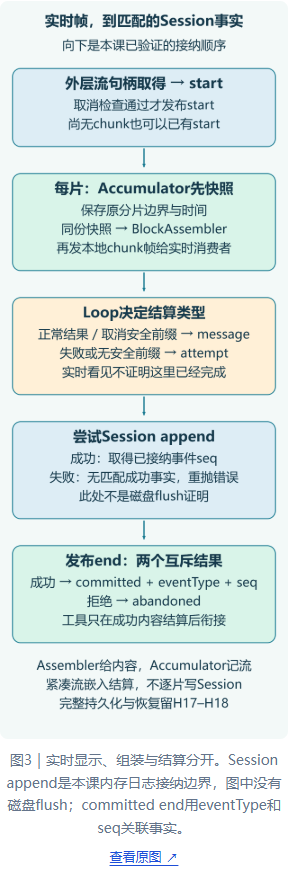 实时帧，到匹配的Session事实
向下是本课已验证的接纳顺序
外层流句柄取得 → start
取消检查通过才发布start
尚无chunk也可以已有start
每片：Accumulator先快照
保存原分片边界与时间
同份快照 → BlockAssembler
再发本地chunk帧给实时消费者
Loop决定结算类型
正常结果 / 取消安全前缀 → message
失败或无安全前缀 → attempt
实时看见不证明这里已经完成
尝试Session append
成功：取得已接纳事件seq
失败：无匹配成功事实，重抛错误
此处不是磁盘flush证明
发布end：两个互斥结果
成功 → committed + eventType + seq
拒绝 → abandoned
工具只在成功内容结算后衔接
Assembler给内容，Accumulator记流
紧凑流嵌入结算，不逐片写Session
完整持久化与恢复留H17–H18
图3｜实时显示、组装与结算分开。Session
append是本课内存日志接纳边界，图中没有
磁盘flush；committed end用eventType和
seq关联事实。
查看原图 ↗